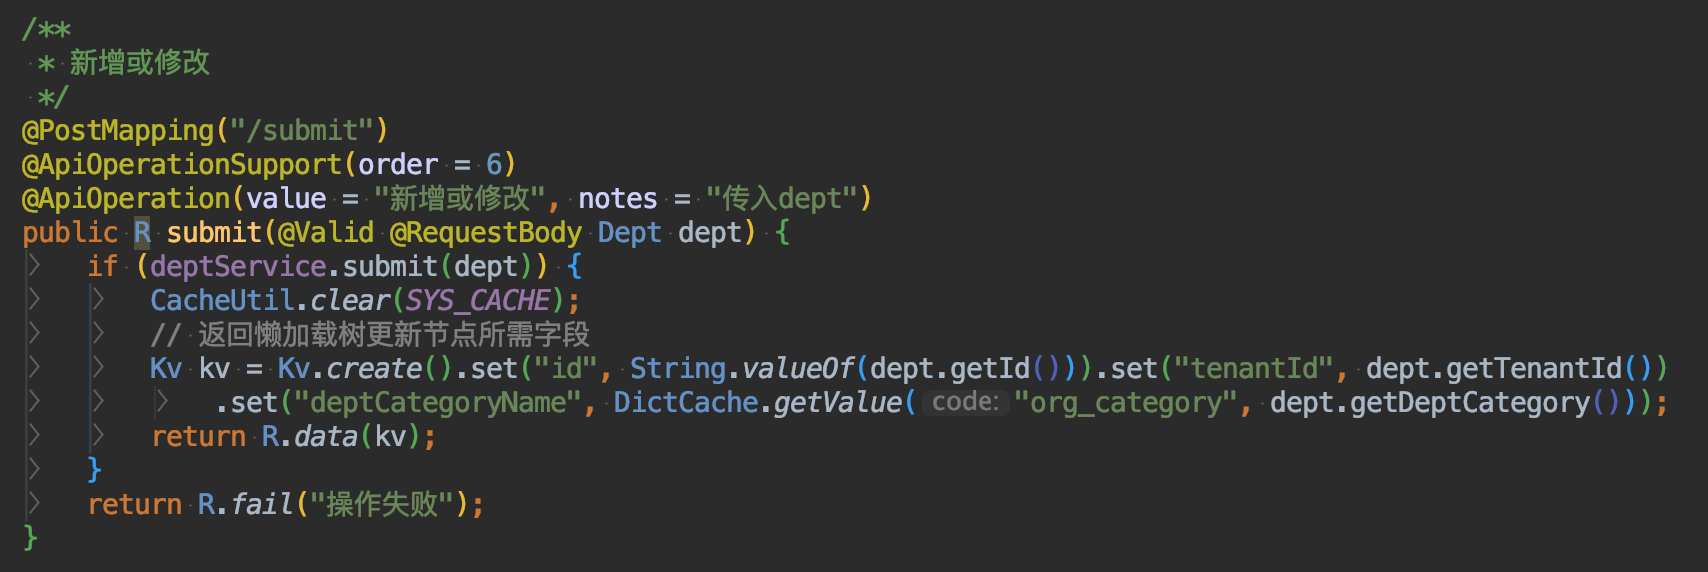 /**
 * 新增或修改
 */
@PostMapping("/submit")
@ApiOperationSupport(order = 6)
@ApiOperation(value = "新增或修改", notes = "传入dept")
public R submit(@Valid @RequestBody Dept dept) {
    if (deptService.submit(dept)) {
        CacheUtil.clear(SYS_CACHE);
        // 返回懒加载树更新节点所需字段
        Kv kv = Kv.create().set("id", String.valueOf(dept.getId())).set("tenantId", dept.getTenantId())
            .set("deptCategoryName", DictCache.getValue( code: "org_category", dept.getDeptCategory()));
        return R.data(kv);
    }
    return R.fail("操作失败");
}